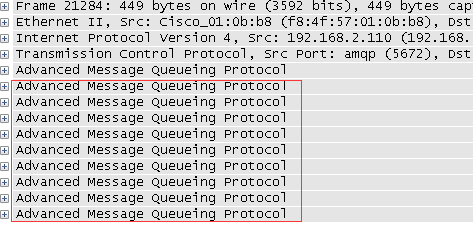 Frame 21284: 449 bytes on wire (3592 bits), 449 bytes cap
Ethernet II, Src: Cisco_01:0b:b8 (f8:4f:57:01:0b:b8), Dst
Internet Protocol Version 4, Src: 192.168.2.110 (192.168.
Transmission Control Protocol, Src Port: amqp (5672), Dst
Advanced Message Queueing Protocol
Advanced Message Queueing Protocol
Advanced Message Queueing Protocol
Advanced Message Queueing Protocol
Advanced Message Queueing Protocol
Advanced Message Queueing Protocol
Advanced Message Queueing Protocol
Advanced Message Queueing Protocol
Advanced Message Queueing Protocol
Advanced Message Queueing Protocol